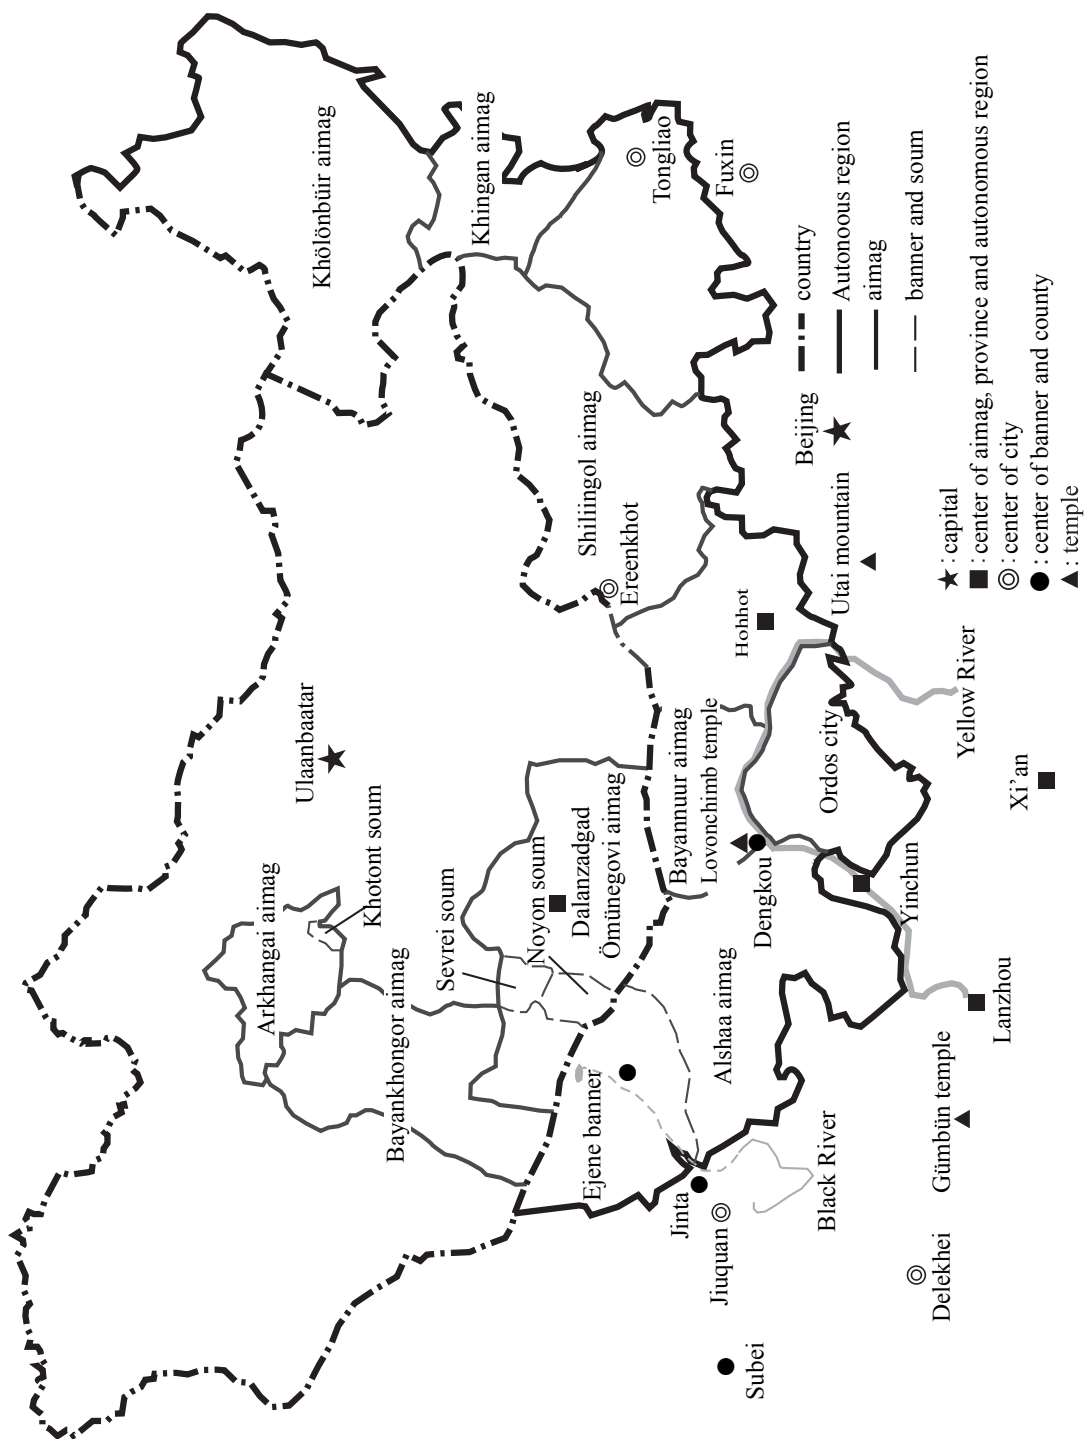 Khölönbüir aimag
Khingan aimag
Tongliao
Fuxin
Shiliingol aimag
Ereenkhot
Beijing
Utai mountain
Hohhot
Ulaanbaatar
Arkhangai aimag
Khotont soum
Bayankhongor aimag
Sevrei soum
Noyon soum
Dalanzadgad
Ömünegovi aimag
Bayannuur aimag
Lovonchimb temple
Dengkou
Ordos city
Yellow River
Xi’an
Yinchun
Lanzhou
Alshaa aimag
Ejene banner
Jinta
Jiuquan
Subei
Black River
Gümbün temple
Delekhei
country
Autonoous region
aimag
banner and soum
: capital
: center of aimag, province and autonomous region
: center of city
: center of banner and county
: temple